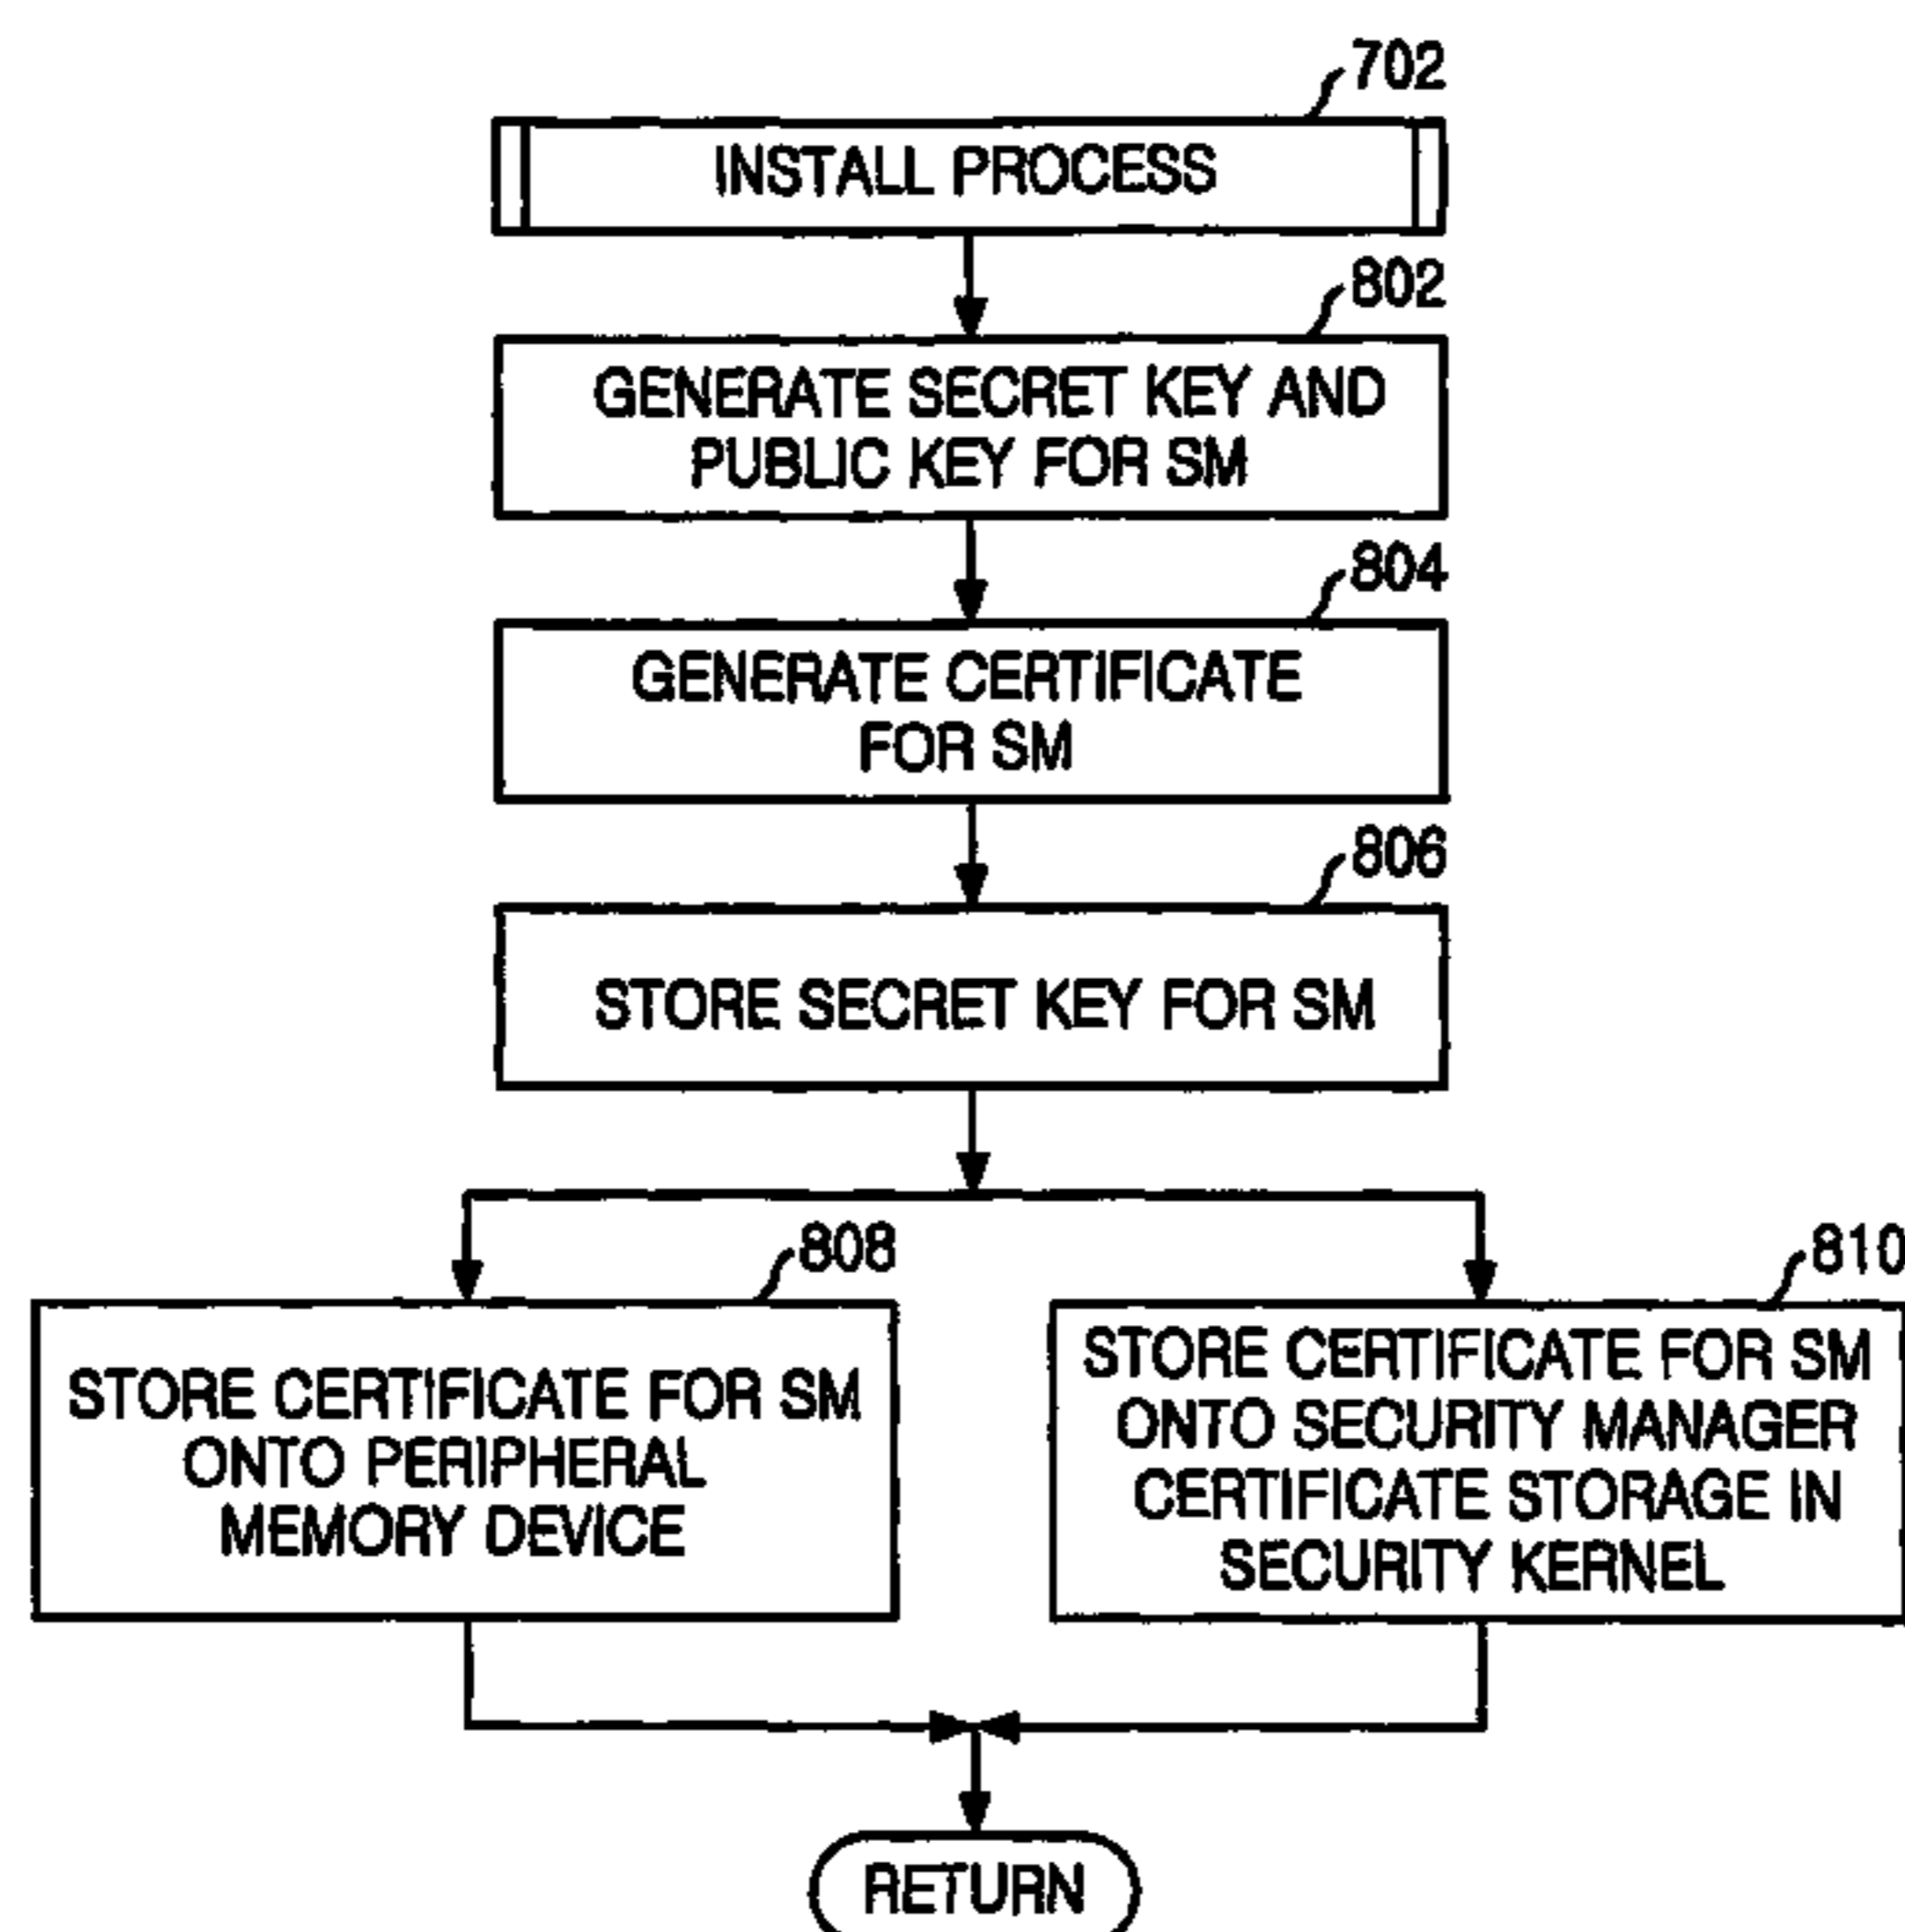 702
INSTALL PROCESS
802
GENERATE SECRET KEY AND
PUBLIC KEY FOR SM
804
GENERATE CERTIFICATE
FOR SM
806
STORE SECRET KEY FOR SM
808
STORE CERTIFICATE FOR SM
ONTO PERIPHERAL
MEMORY DEVICE
810
STORE CERTIFICATE FOR SM
ONTO SECURITY MANAGER
CERTIFICATE STORAGE IN
SECURITY KERNEL
RETURN